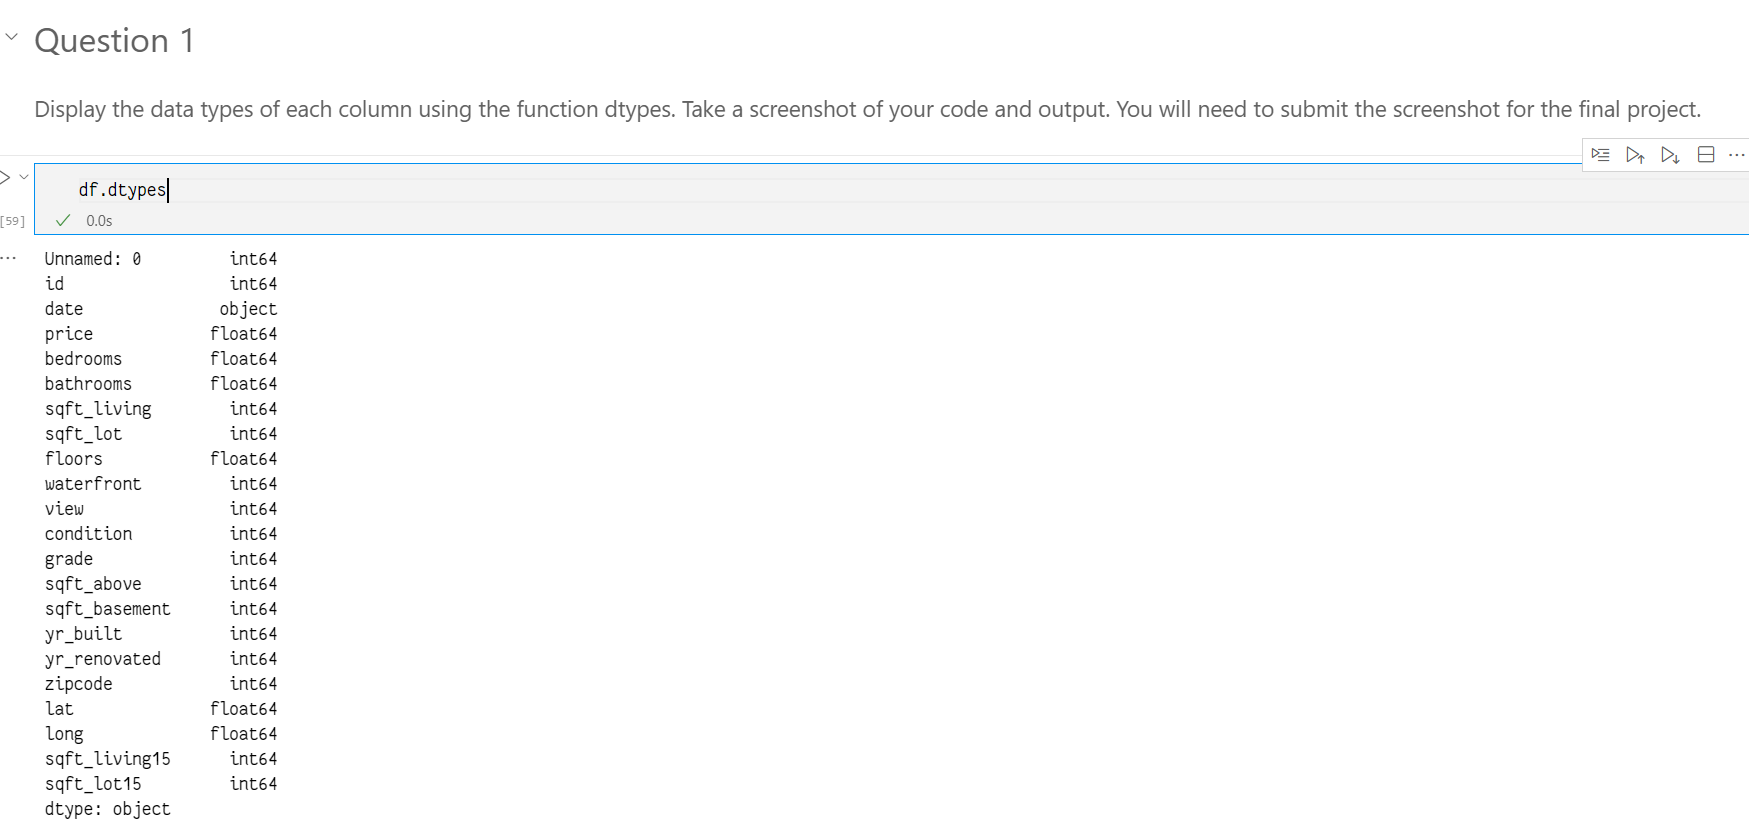 Question 1
Display the data types of each column using the function dtypes. Take a screenshot of your code and output. You will need to submit the screenshot for the final project.
df.dtypes
[59] 0.0s
Unnamed: 0 int64
id int64
date object
price float64
bedrooms float64
bathrooms float64
sqft_living int64
sqft_lot int64
floors float64
waterfront int64
view int64
condition int64
grade int64
sqft_above int64
sqft_basement int64
yr_built int64
yr_renovated int64
zipcode int64
lat float64
long float64
sqft_living15 int64
sqft_lot15 int64
dtype: object